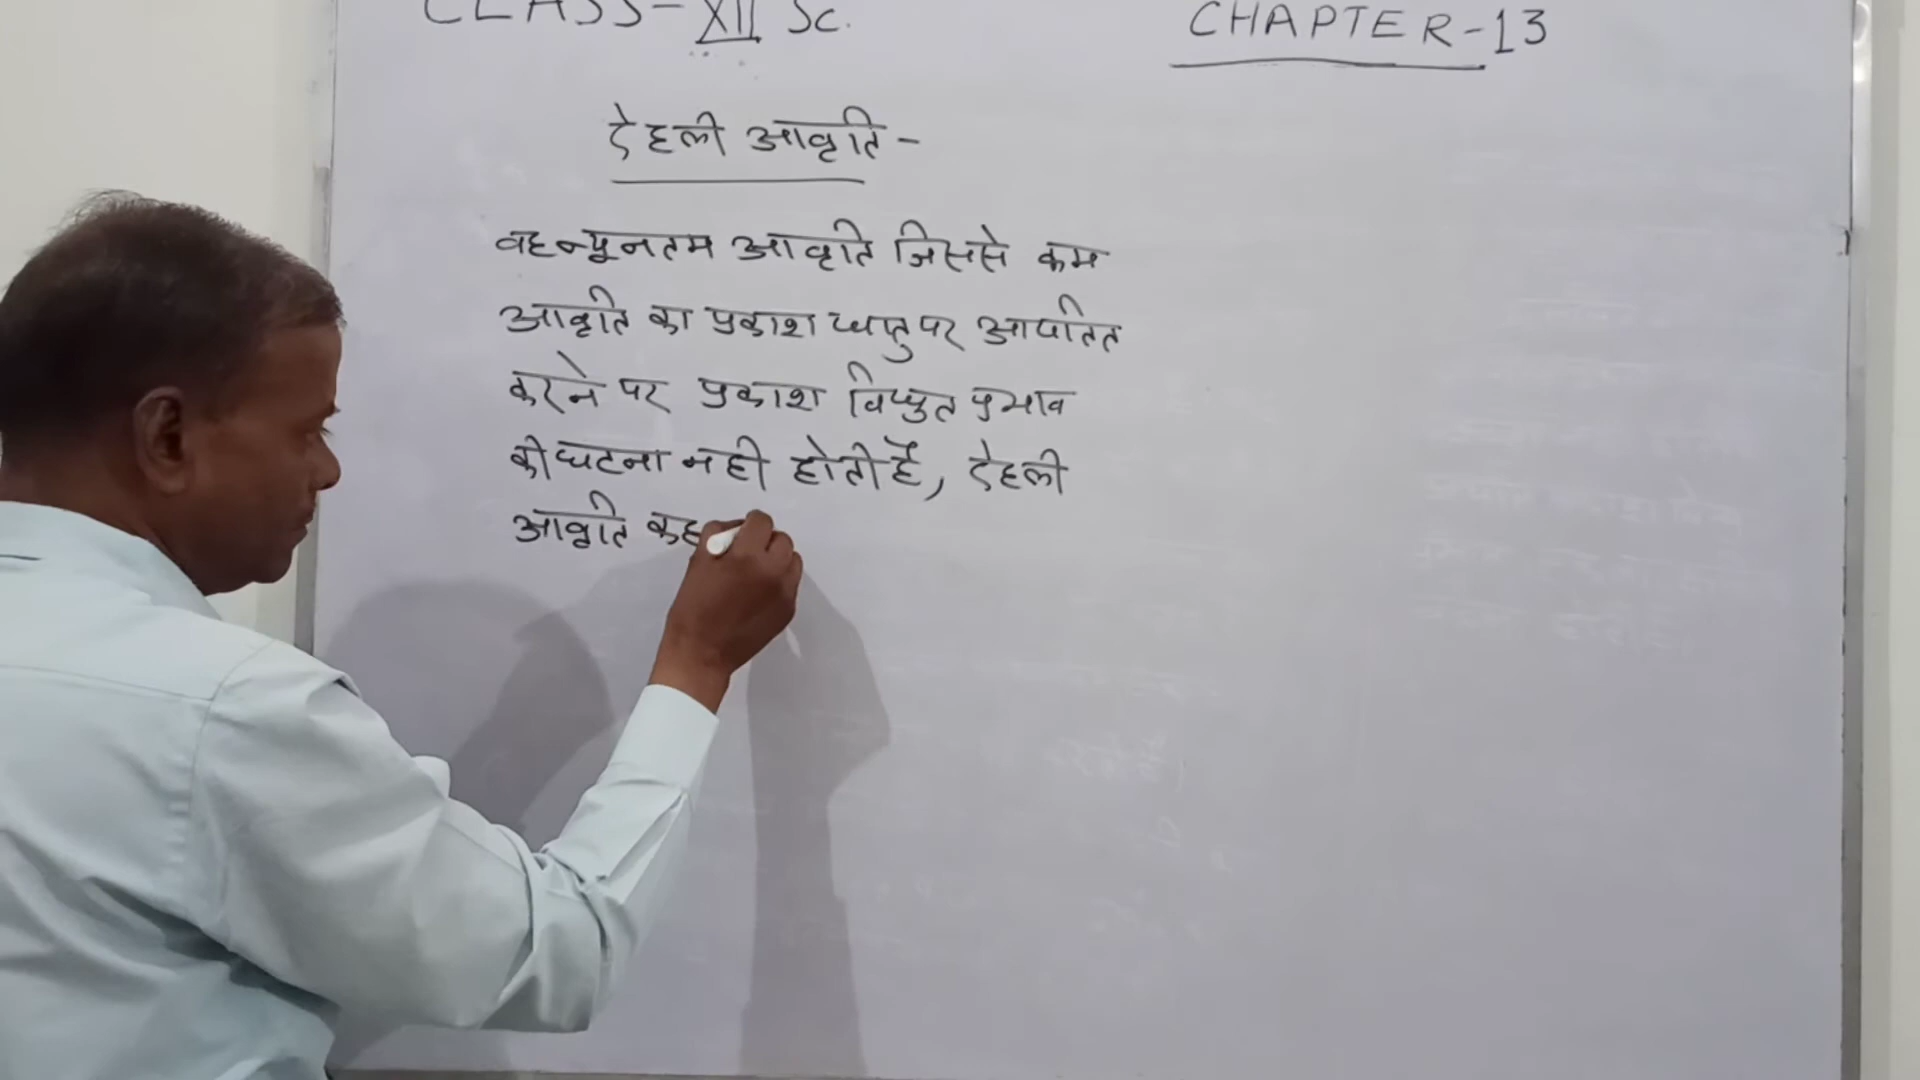 CLASS-XII Sc.
CHAPTER-13
देहली आवृति -
वह न्यूनतम आवृति जिससे कम
आवृति का प्रकाश धातु पर आपतित
करने पर प्रकाश विधुत प्रभाव
की घटना नही होती है, देहली
आवृति कह